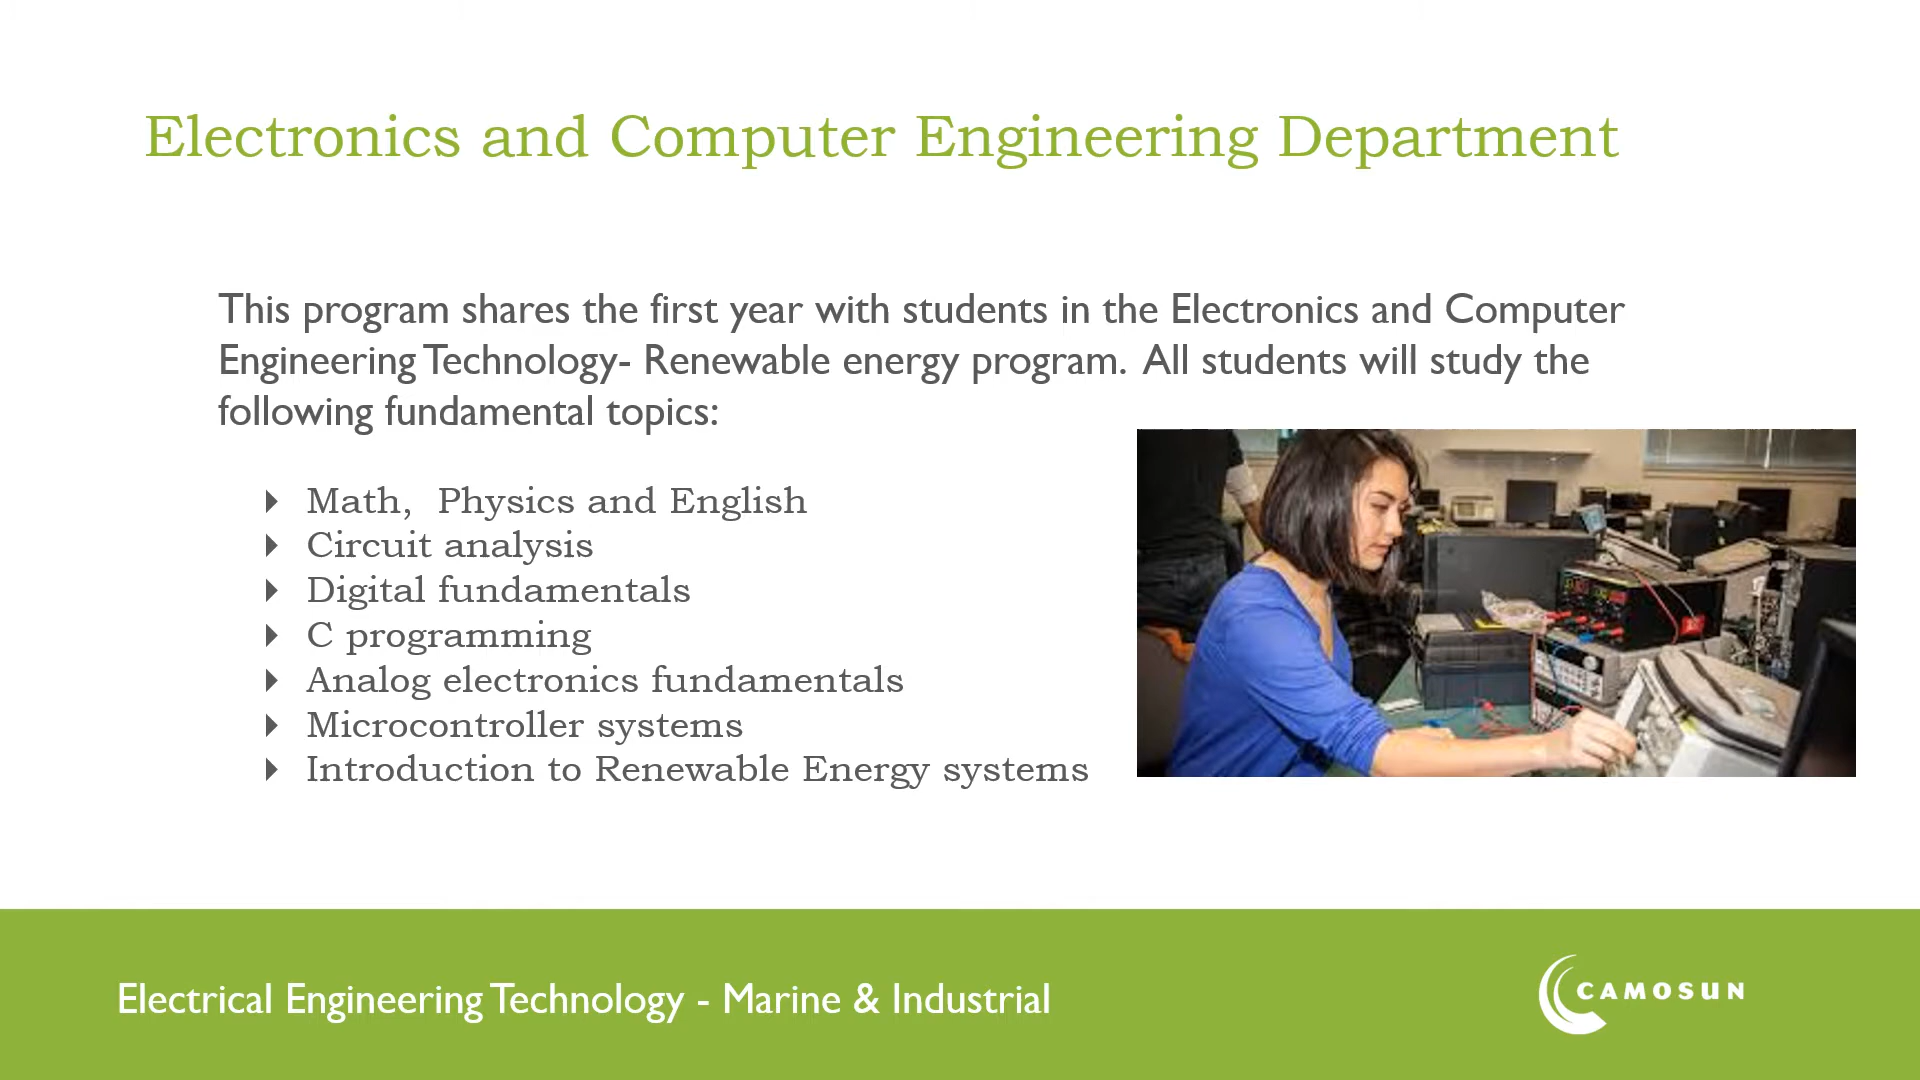 Electronics and Computer Engineering Department
This program shares the first year with students in the Electronics and Computer
Engineering Technology- Renewable energy program.  All students will study the
following fundamental topics:
Math,  Physics and English
Circuit analysis
Digital fundamentals
C programming
Analog electronics fundamentals
Microcontroller systems
Introduction to Renewable Energy systems
Electrical Engineering Technology - Marine & Industrial
CAMOSUN